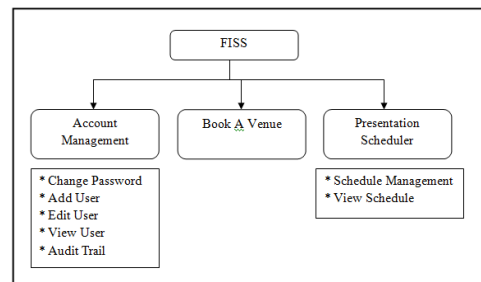 FISS
Account
Management
Book A Venue
Presentation
Scheduler
* Change Password
* Add User
* Edit User
* View User
* Audit Trail
* Schedule Management
* View Schedule